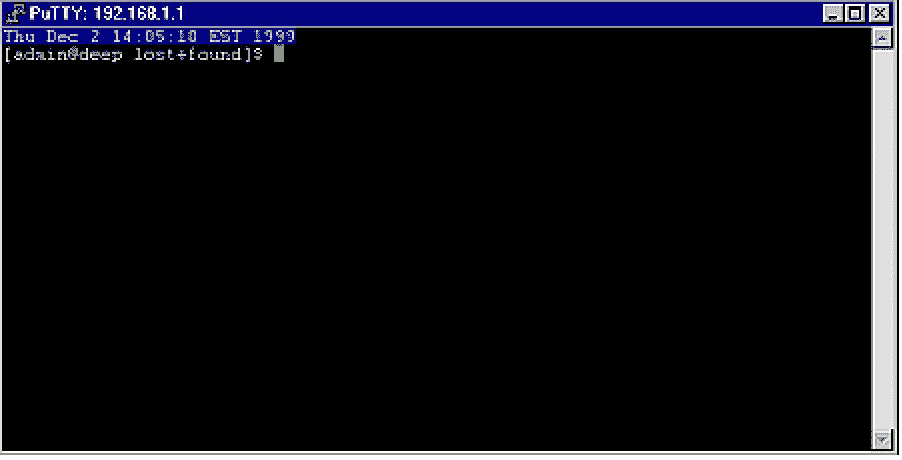 PuTTY: 192.168.1.1
Thu Dec 2 14:05:10 EST 1999
[admin@deep lost+found]$